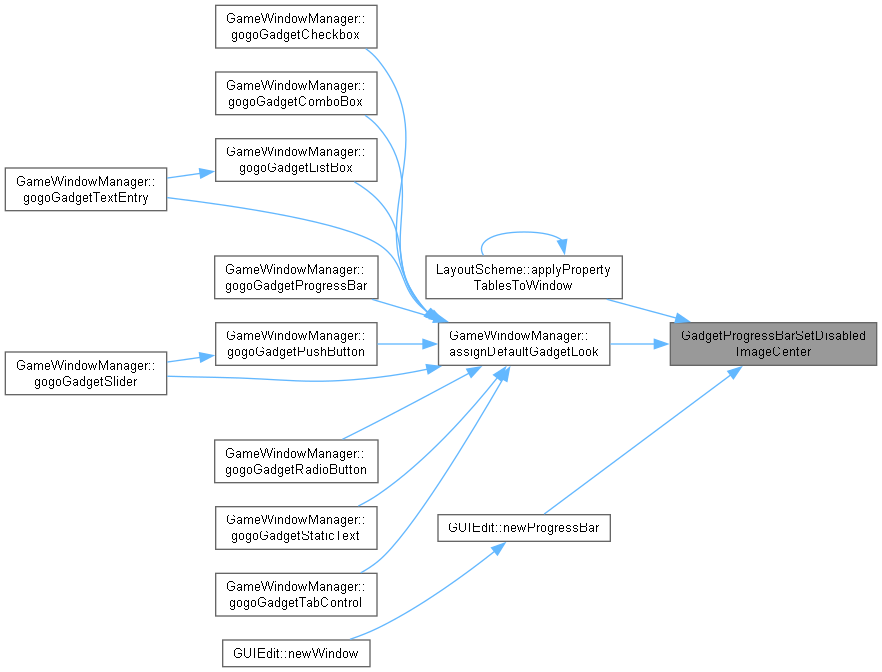 GameWindowManager::
gogoGadgetCheckbox
GameWindowManager::
gogoGadgetComboBox
GameWindowManager::
gogoGadgetListBox
GameWindowManager::
gogoGadgetTextEntry
GameWindowManager::
gogoGadgetProgressBar
LayoutScheme::applyProperty
TablesToWindow
GameWindowManager::
gogoGadgetPushButton
GameWindowManager::
assignDefaultGadgetLook
GadgetProgressBarSetDisabled
ImageCenter
GameWindowManager::
gogoGadgetSlider
GameWindowManager::
gogoGadgetRadioButton
GameWindowManager::
gogoGadgetStaticText
GUIEdit::newProgressBar
GameWindowManager::
gogoGadgetTabControl
GUIEdit::newWindow